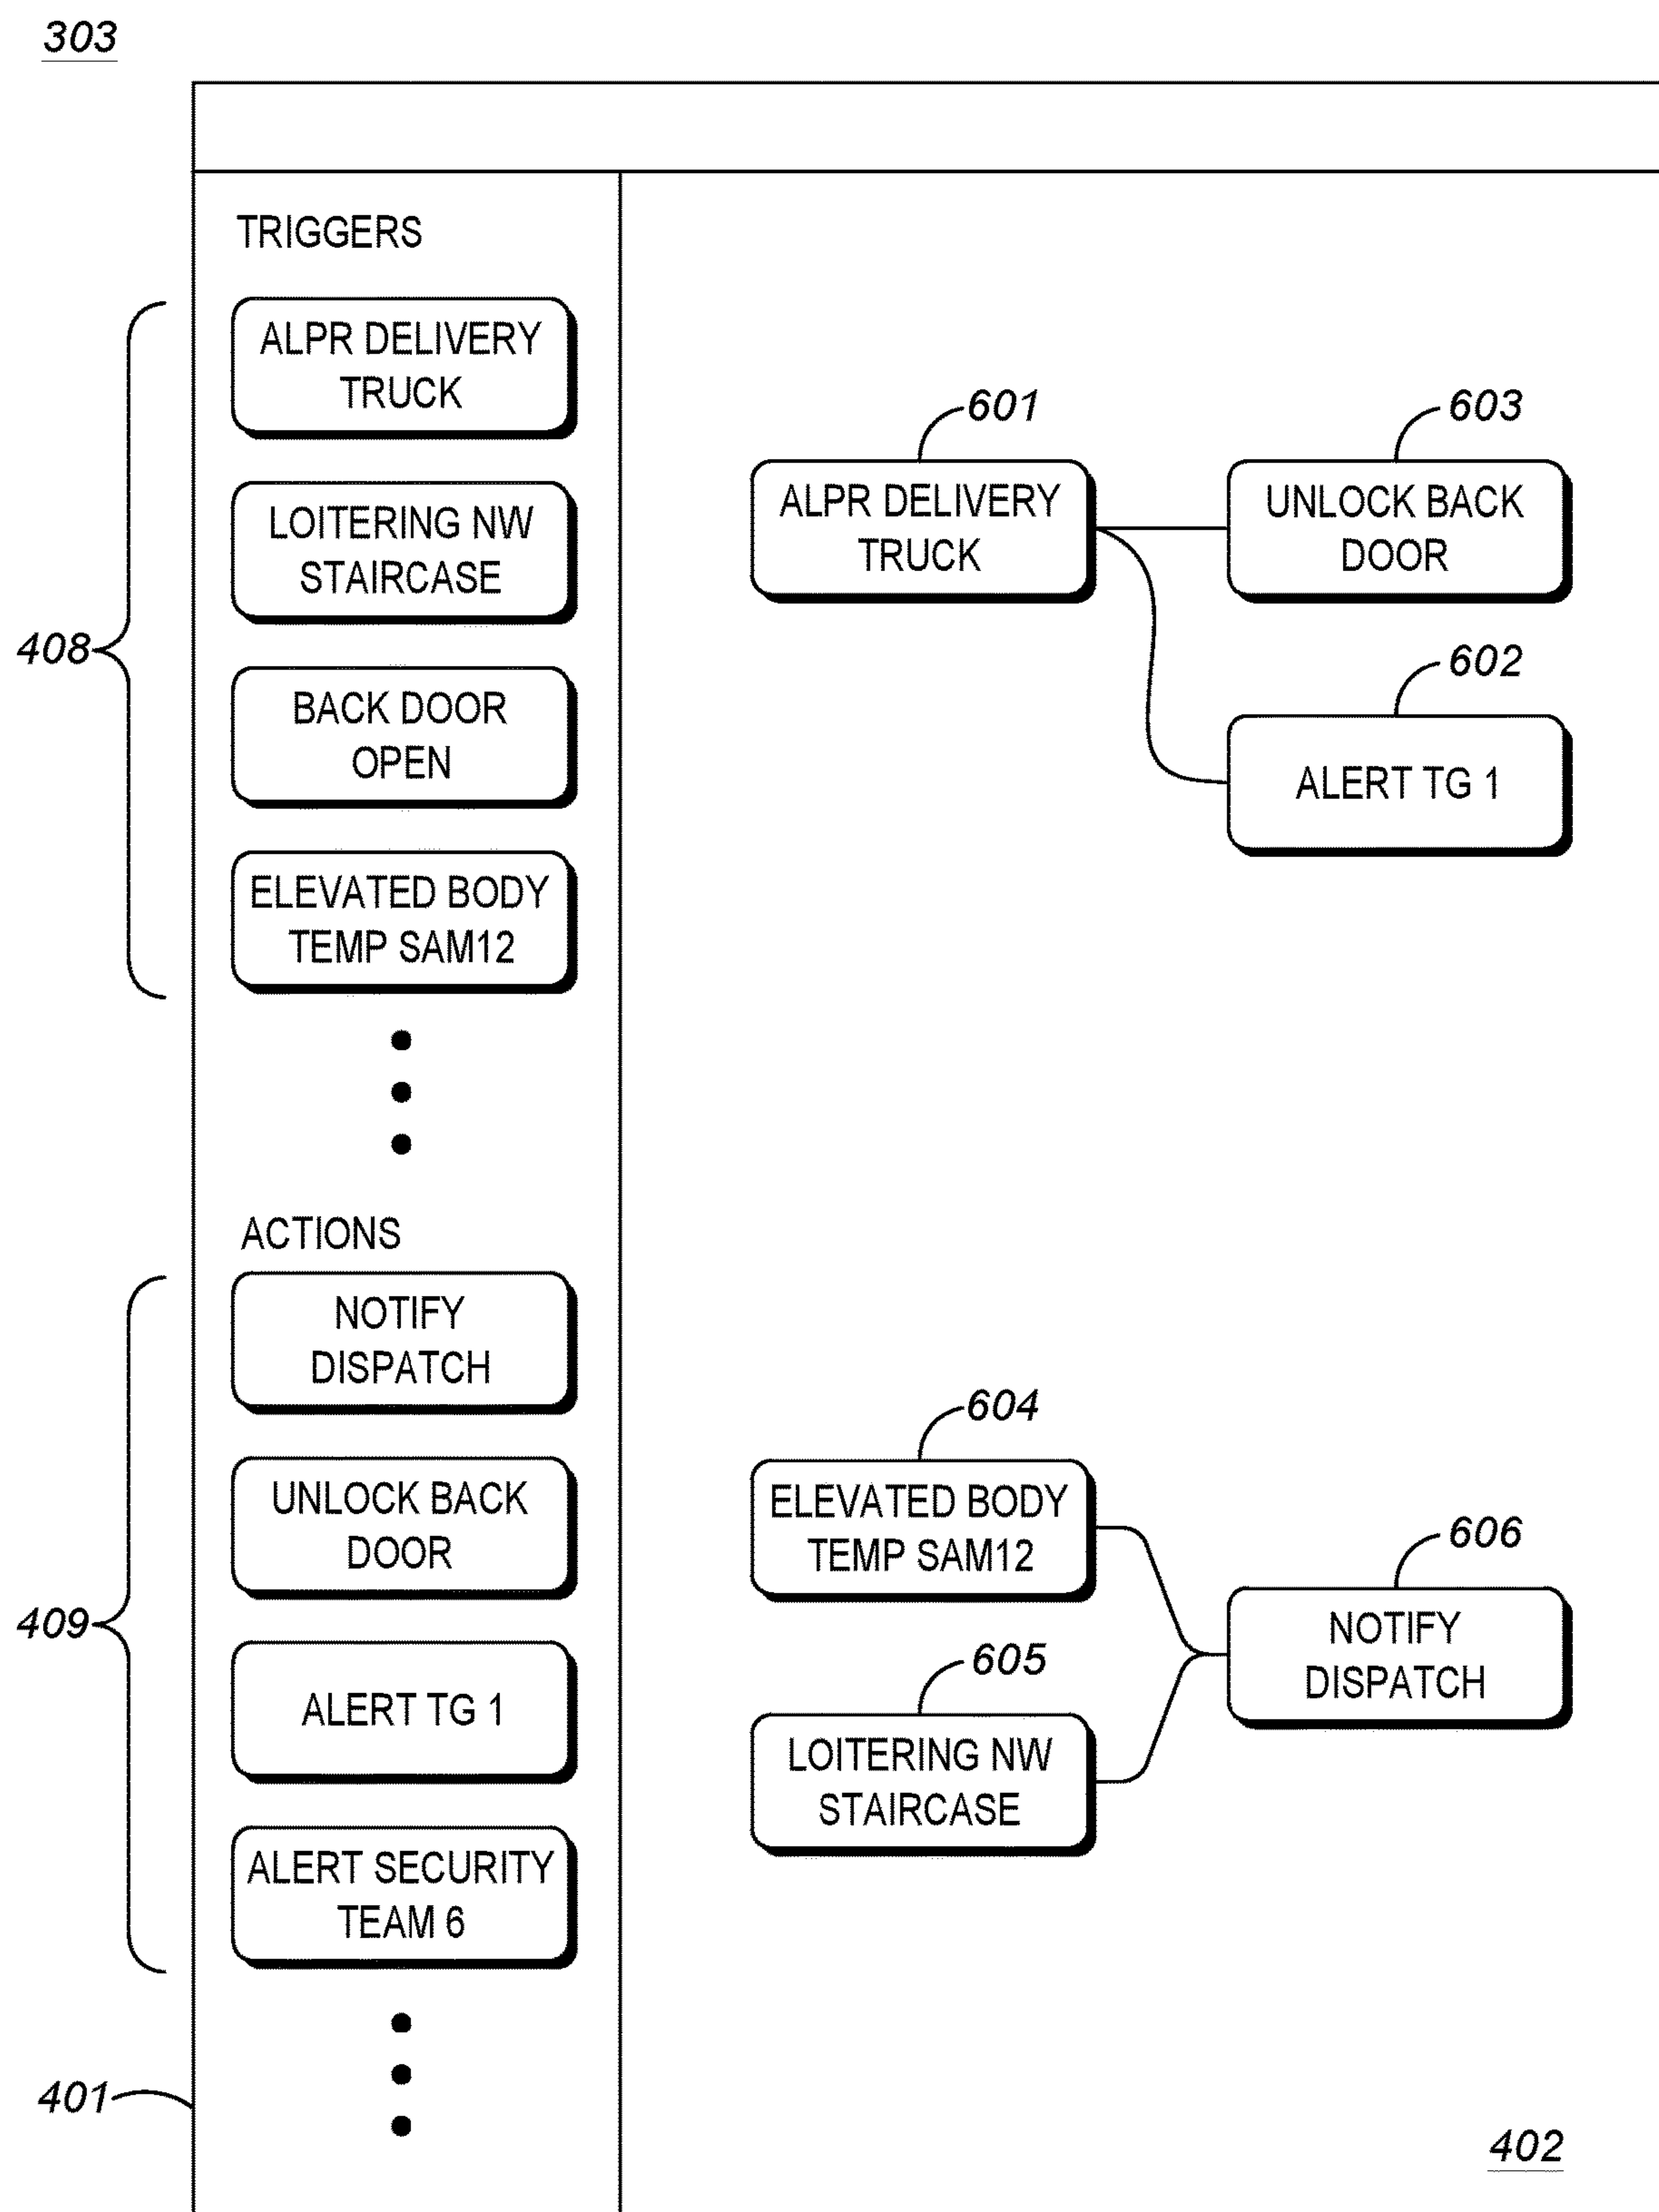 303
TRIGGERS
ALPR DELIVERY
TRUCK
LOITERING NW
STAIRCASE
BACK DOOR
OPEN
ELEVATED BODY
TEMP SAM12
408
ACTIONS
NOTIFY
DISPATCH
UNLOCK BACK
DOOR
ALERT TG 1
ALERT SECURITY
TEAM 6
409
401
601
ALPR DELIVERY
TRUCK
603
UNLOCK BACK
DOOR
602
ALERT TG 1
604
ELEVATED BODY
TEMP SAM12
605
LOITERING NW
STAIRCASE
606
NOTIFY
DISPATCH
402